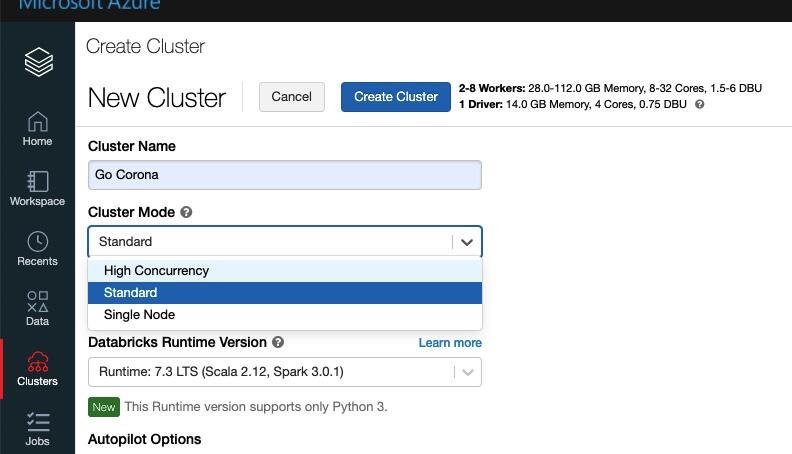 Microsoft Azure
Create Cluster
New Cluster
Cancel
Create Cluster
2-8 Workers: 28.0-112.0 GB Memory, 8-32 Cores, 1.5-6 DBU
1 Driver: 14.0 GB Memory, 4 Cores, 0.75 DBU ?
Home
Workspace
Recents
Data
Clusters
Jobs
Cluster Name
Go Corona
Cluster Mode ?
Standard
High Concurrency
Standard
Single Node
Databricks Runtime Version ?
Learn more
Runtime: 7.3 LTS (Scala 2.12, Spark 3.0.1)
New This Runtime version supports only Python 3.
Autopilot Options